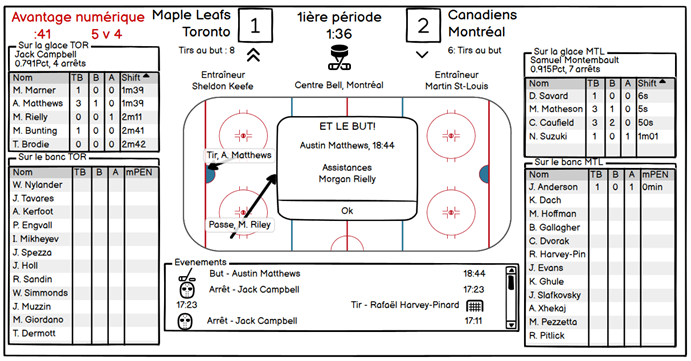 Avantage numérique
:41 5 v 4
Maple Leafs
Toronto
1
1ière période
1:36
2
Canadiens
Montréal
Tirs au but : 8
6: Tirs au but
Entraîneur
Sheldon Keefe
Centre Bell, Montréal
Entraîneur
Martin St-Louis
Sur la glace TOR
Jack Campbell
0.791Pct, 4 arrêts
Nom TB B A Shift
M. Marner 1 0 0 1m39
A. Matthews 3 1 0 1m39
M. Rielly 0 0 1 2m11
M. Bunting 1 0 0 2m41
T. Brodie 0 0 0 2m42
Sur le banc TOR
Nom TB B A mPEN
W. Nylander
J. Tavares
A. Kerfoot
P. Engvall
I. Mikheyev
J. Spezza
J. Holl
R. Sandin
W. Simmonds
J. Muzzin
M. Giordano
T. Dermott
Tir, A. Matthews
Passe, M. Riley
ET LE BUT!
Austin Matthews, 18:44
Assistances
Morgan Rielly
Ok
Evenements
But - Austin Matthews 18:44
Arrêt - Jack Campbell 17:23
17:23 Tir - Rafaël Harvey-Pinard
Arrêt - Jack Campbell 17:11
Sur la glace MTL
Samuel Montembault
0.915Pct, 7 arrêts
Nom TB B A Shift
D. Savard 1 0 0 6s
M. Matheson 3 1 0 5s
C. Caufield 3 2 0 50s
N. Suzuki 1 0 1 1m01
Sur le banc MTL
Nom TB B A mPEN
J. Anderson 1 0 1 0min
K. Dach
M. Hoffman
B. Gallagher
C. Dvorak
R. Harvey-Pin
J. Evans
K. Ghule
J. Slafkovsky
A. Xhekaj
M. Pezzetta
R. Pitlick